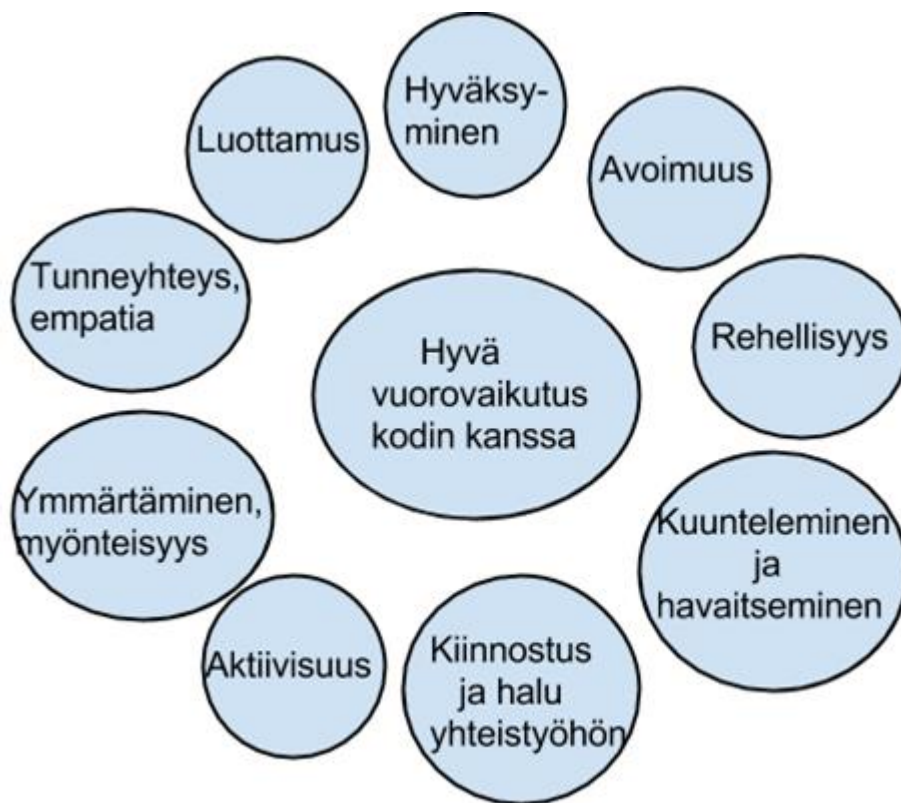 Hyväksy-
minen
Luottamus
Avoimuus
Tunneyhteys,
empatia
Rehellisyys
Hyvä
vuorovaikutus
kodin kanssa
Ymmärtäminen,
myönteisyys
Kuunteleminen
ja
havaitseminen
Aktiivisuus
Kiinnostus
ja halu
yhteistyöhön